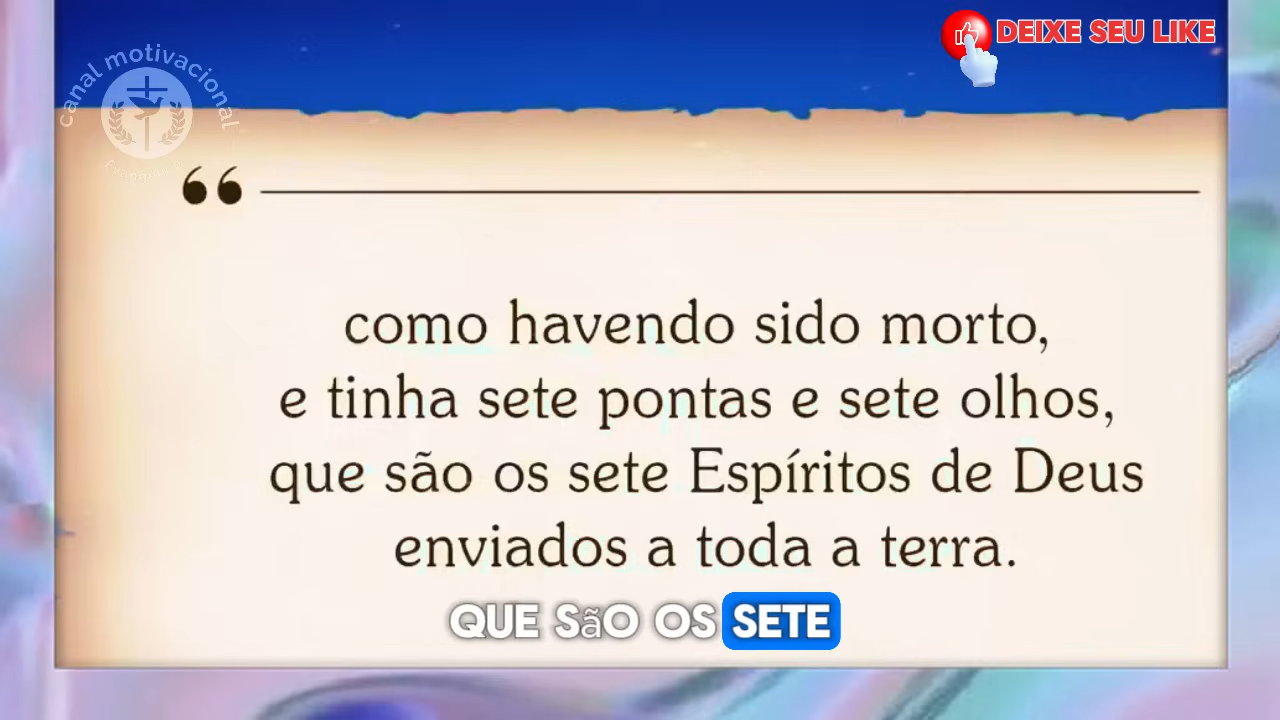 DEIXE SEU LIKE
canal motivacional
como havendo sido morto,
e tinha sete pontas e sete olhos,
que são os sete Espíritos de Deus
enviados a toda a terra.
QUE SãO OS SETE